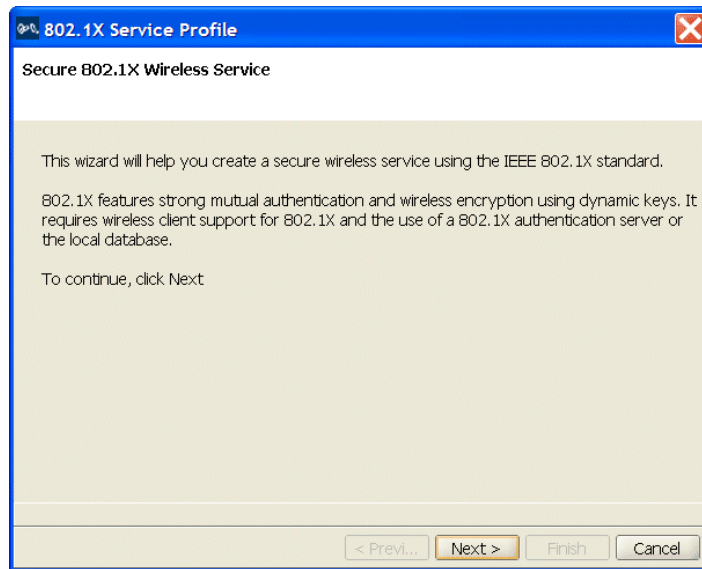 802.1X Service Profile
Secure 802.1X Wireless Service
This wizard will help you create a secure wireless service using the IEEE 802.1X standard.
802.1X features strong mutual authentication and wireless encryption using dynamic keys. It
requires wireless client support for 802.1X and the use of a 802.1X authentication server or
the local database.
To continue, click Next
< Previ... Next > Finish Cancel